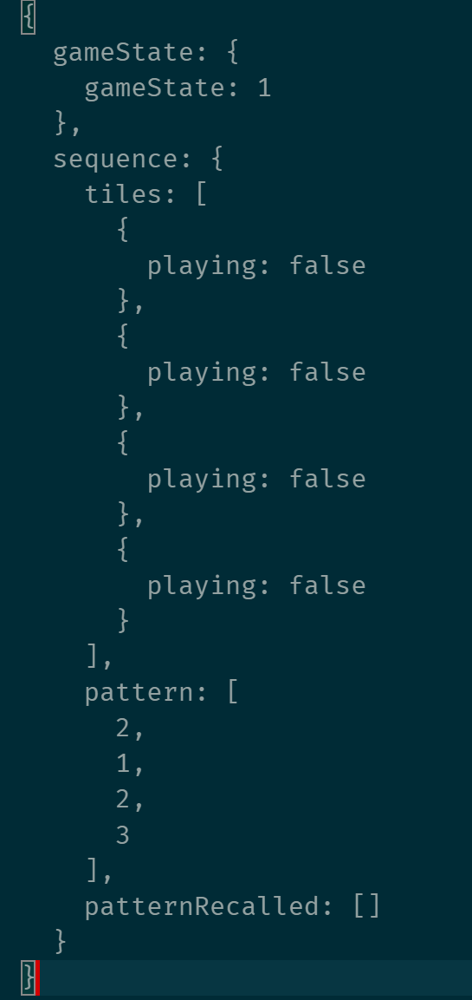 {
  gameState: {
    gameState: 1
  },
  sequence: {
    tiles: [
      {
        playing: false
      },
      {
        playing: false
      },
      {
        playing: false
      },
      {
        playing: false
      }
    ],
    pattern: [
      2,
      1,
      2,
      3
    ],
    patternRecalled: []
  }
}